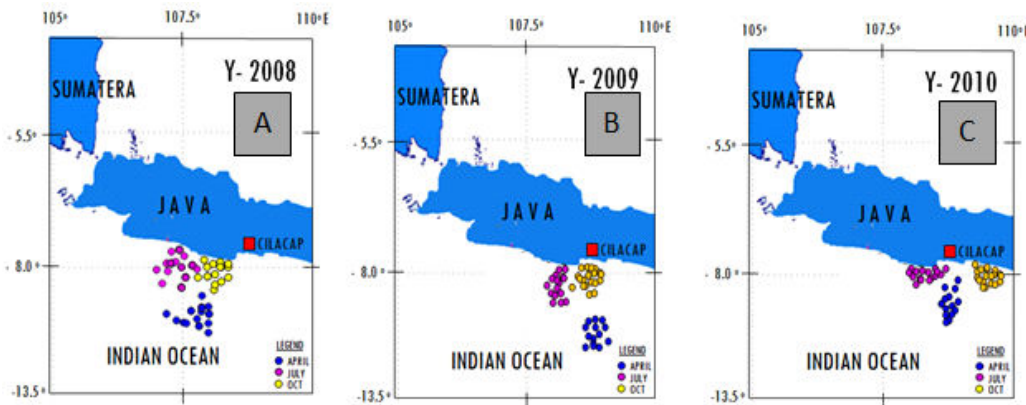 105° 107.5° 110°E
Y- 2008
A
SUMATERA
- 5.5°
JAVA
CILACAP
- 8.0°
INDIAN OCEAN
LEGEND
APRIL
JULY
OCT
-13.5°
105° 107.5° 110°E
Y- 2009
B
SUMATERA
- 5.5°
JAVA
CILACAP
- 8.0°
INDIAN OCEAN
LEGEND
APRIL
JULY
OCT
-13.5°
105° 107.5° 110°E
Y- 2010
C
SUMATERA
- 5.5°
JAVA
CILACAP
- 8.0°
INDIAN OCEAN
LEGEND
APRIL
JULY
OCT
-13.5°